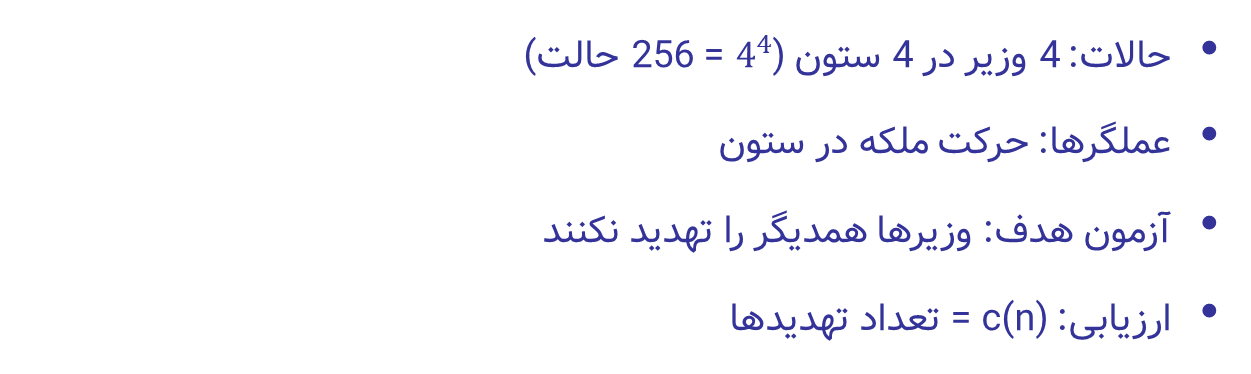 • حالات: 4 وزیر در 4 ستون (4⁴ = 256 حالت)
• عملگرها: حرکت ملکه در ستون
• آزمون هدف: وزیرها همدیگر را تهدید نکنند
• ارزیابی: c(n) = تعداد تهدیدها